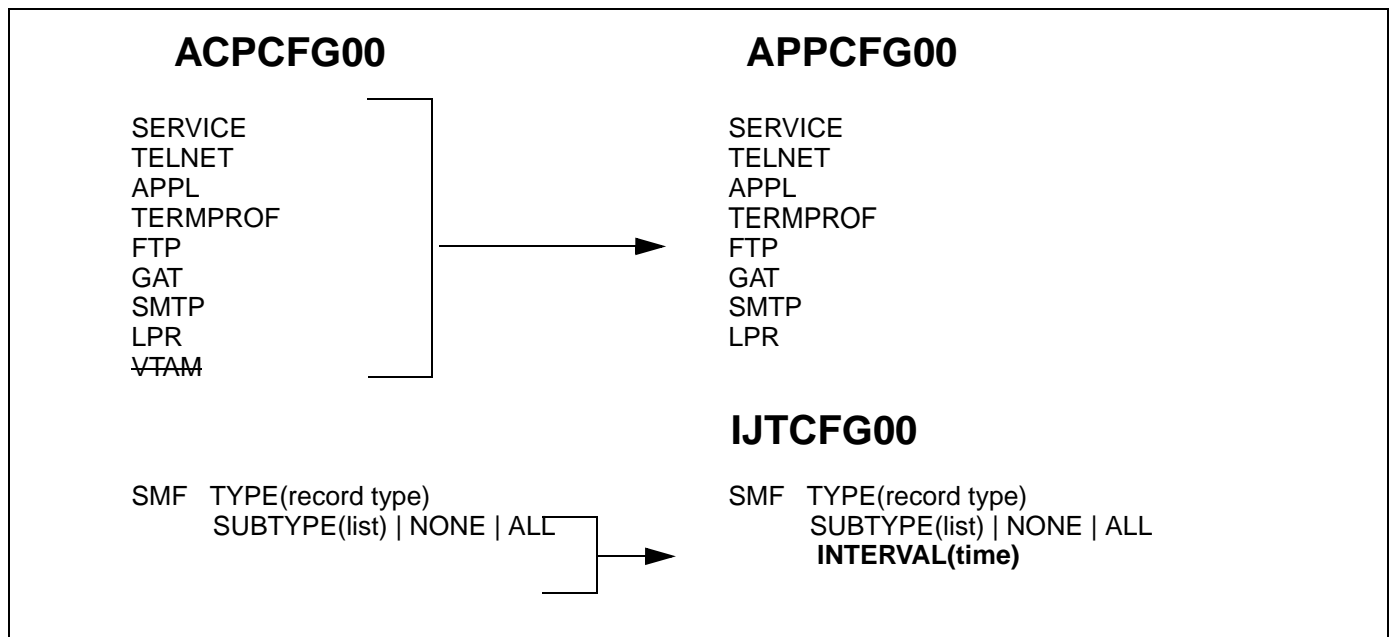 ACPCFG00
SERVICE
TELNET
APPL
TERMPROF
FTP
GAT
SMTP
LPR
VTAM
SMF TYPE(record type)
SUBTYPE(list) | NONE | ALL
APPCFG00
SERVICE
TELNET
APPL
TERMPROF
FTP
GAT
SMTP
LPR
IJTCFG00
SMF TYPE(record type)
SUBTYPE(list) | NONE | ALL
INTERVAL(time)